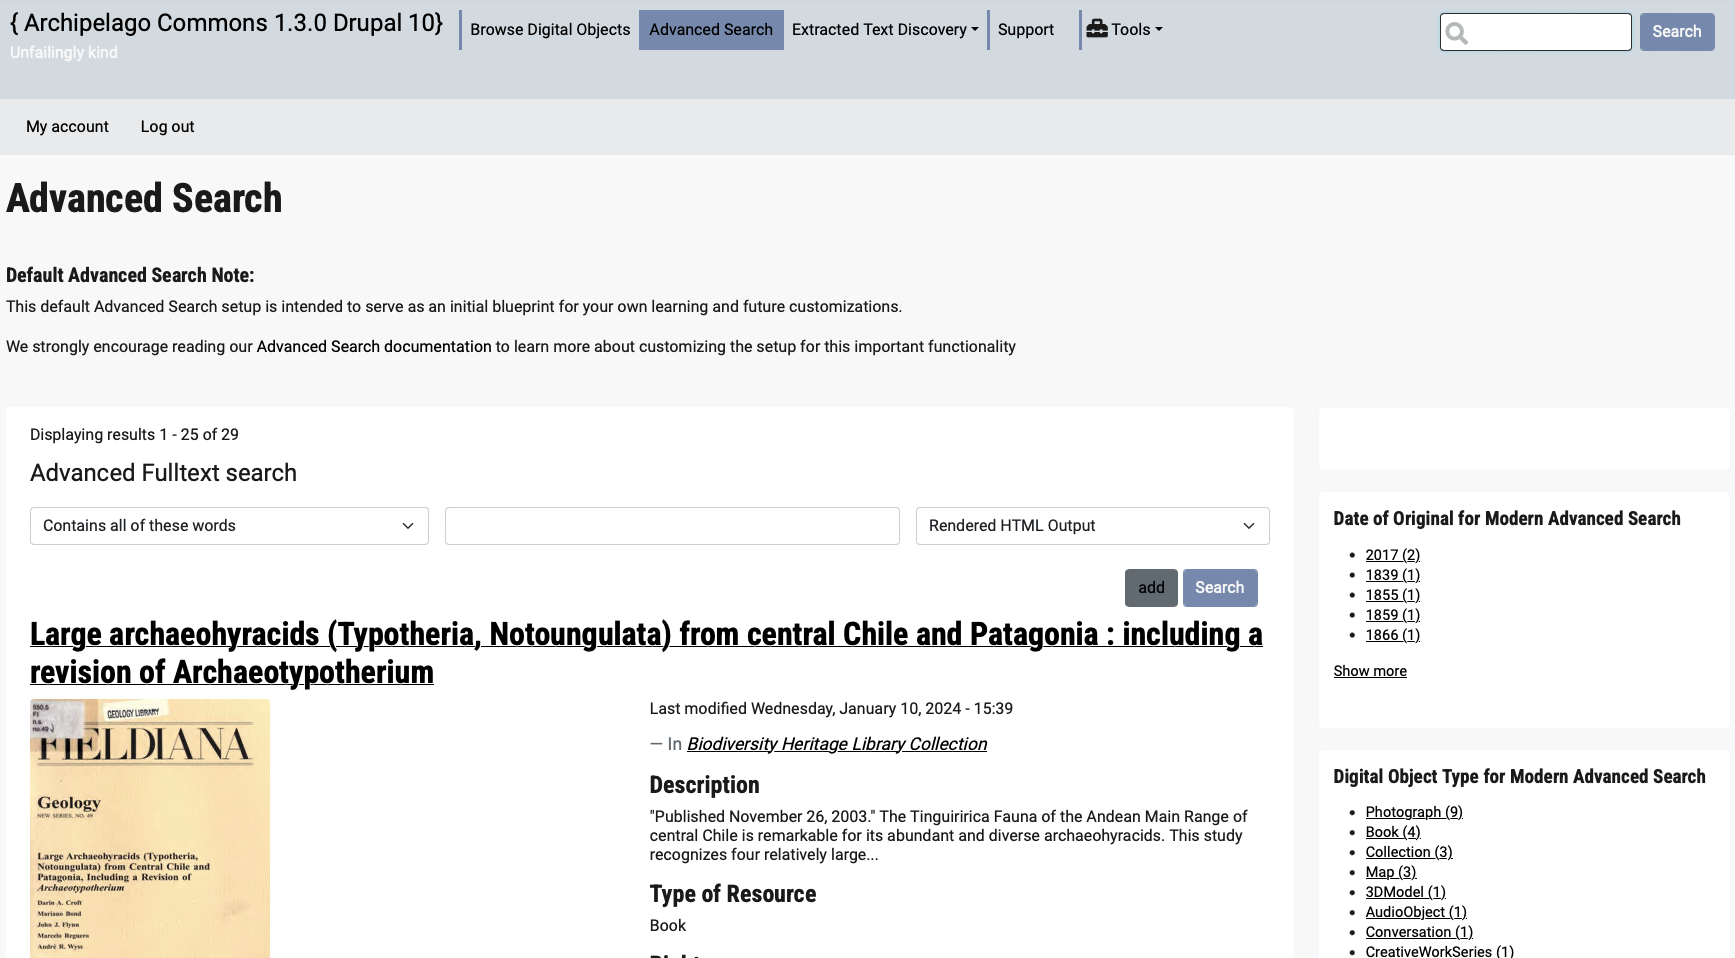 { Archipelago Commons 1.3.0 Drupal 10}
Unfailingly kind
Browse Digital Objects
Advanced Search
Extracted Text Discovery
Support
Tools
Search
My account
Log out
Advanced Search
Default Advanced Search Note:
This default Advanced Search setup is intended to serve as an initial blueprint for your own learning and future customizations.
We strongly encourage reading our Advanced Search documentation to learn more about customizing the setup for this important functionality
Displaying results 1 - 25 of 29
Advanced Fulltext search
Contains all of these words
Rendered HTML Output
add
Search
Large archaeohyracids (Typotheria, Notoungulata) from central Chile and Patagonia : including a
revision of Archaeotypotherium
550.5
FI
n.s.
no.49
GEOLOGY LIBRARY
FIELDIANA
Geology
NEW SERIES, NO. 49
Large Archaeohyracids (Typotheria,
Notoungulata) from Central Chile and
Patagonia, Including a Revision of
Archaeotypotherium
Darin A. Croft
Mariano Bond
John J. Flynn
Marcelo Reguero
André R. Wyss
Last modified Wednesday, January 10, 2024 - 15:39
— In Biodiversity Heritage Library Collection
Description
"Published November 26, 2003." The Tinguiririca Fauna of the Andean Main Range of
central Chile is remarkable for its abundant and diverse archaeohyracids. This study
recognizes four relatively large...
Type of Resource
Book
Date of Original for Modern Advanced Search
2017 (2)
1839 (1)
1855 (1)
1859 (1)
1866 (1)
Show more
Digital Object Type for Modern Advanced Search
Photograph (9)
Book (4)
Collection (3)
Map (3)
3DModel (1)
AudioObject (1)
Conversation (1)
CreativeWorkSeries (1)